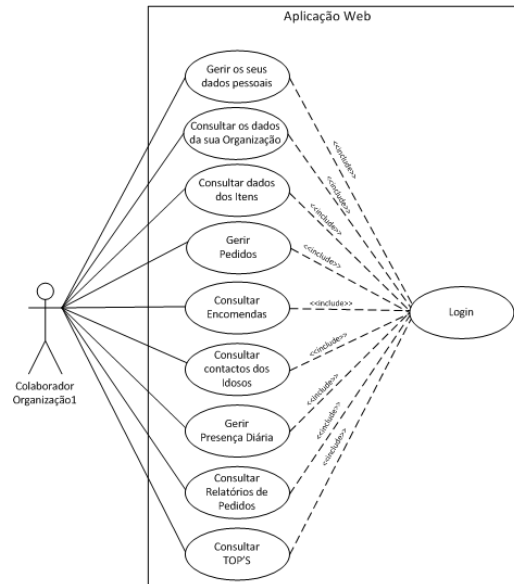 Aplicação Web
Gerir os seus
dados pessoais
Consultar os dados
da sua Organização
<<include>>
<<include>>
Consultar dados
dos Itens
<<include>>
Gerir
Pedidos
<<include>>
Consultar
Encomendas
<<include>>
Login
Colaborador
Organização1
Consultar
contactos dos
Idosos
<<include>>
Gerir
Presença Diária
<<include>>
<<include>>
Consultar
Relatórios de
Pedidos
<<include>>
Consultar
TOP'S